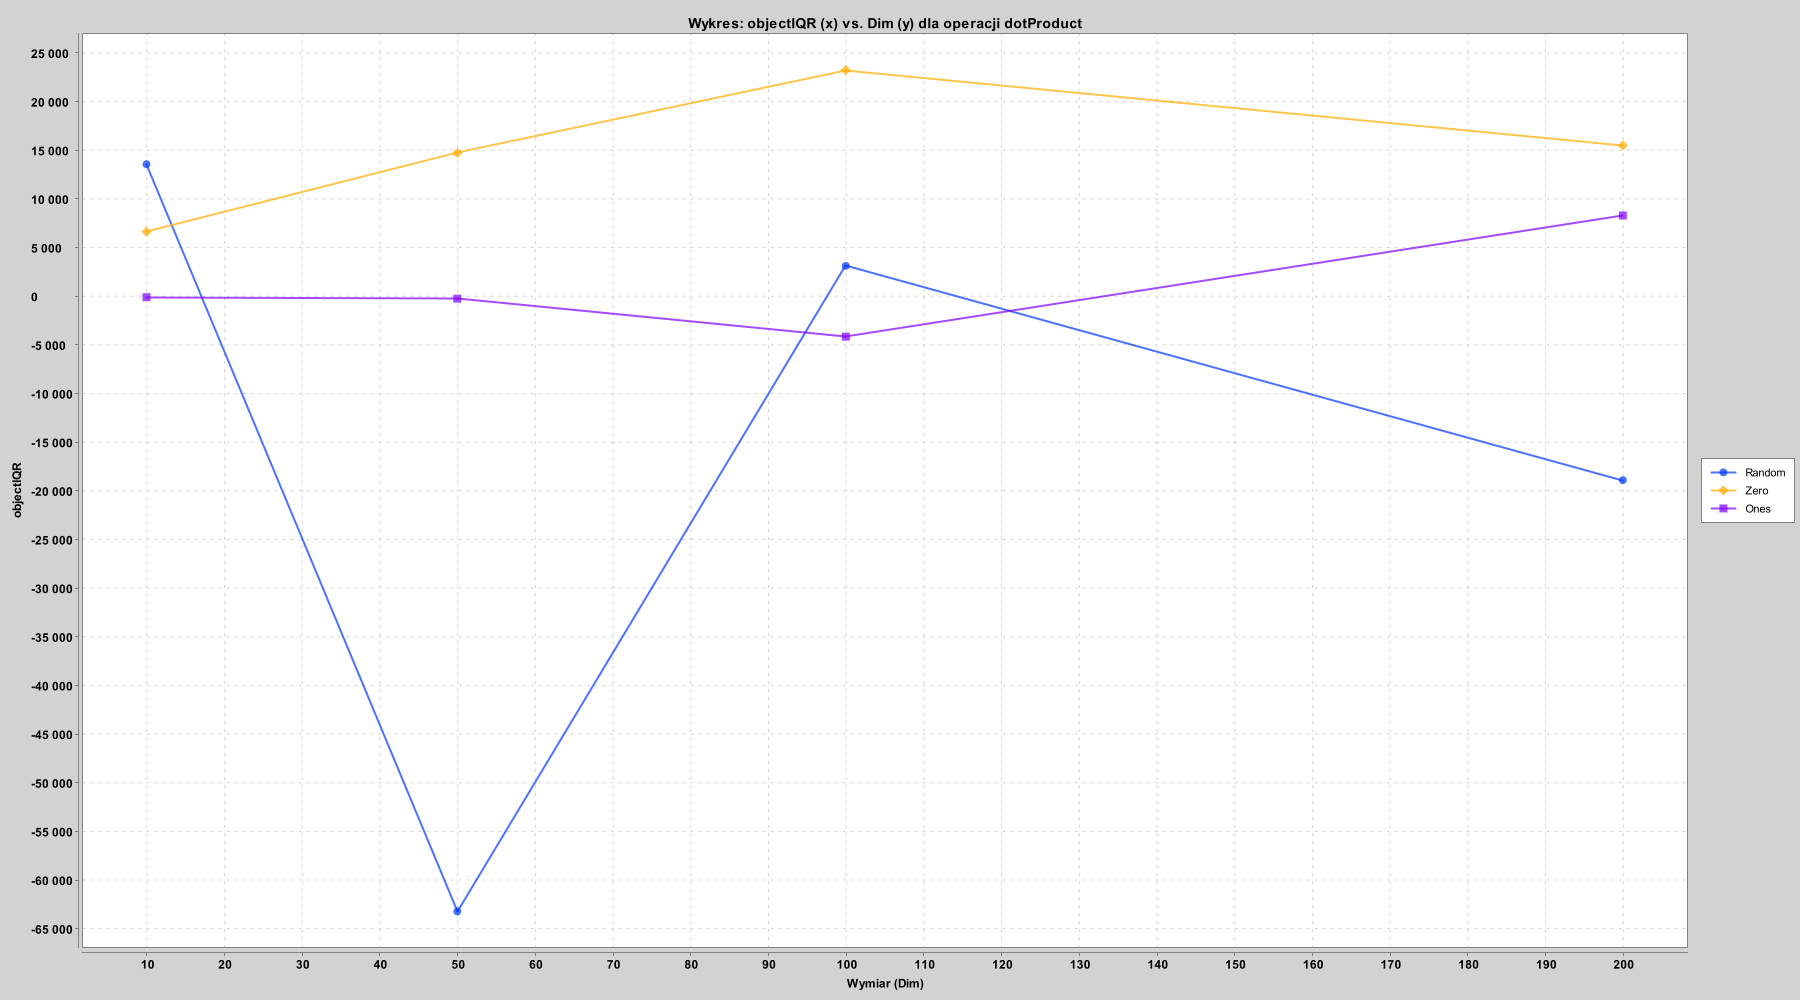 Wykres: objectIQR (x) vs. Dim (y) dla operacji dotProduct
25 000
20 000
15 000
10 000
5 000
0
-5 000
-10 000
-15 000
-20 000
-25 000
-30 000
-35 000
-40 000
-45 000
-50 000
-55 000
-60 000
-65 000
objectIQR
10 20 30 40 50 60 70 80 90 100 110 120 130 140 150 160 170 180 190 200
Wymiar (Dim)
Random
Zero
Ones